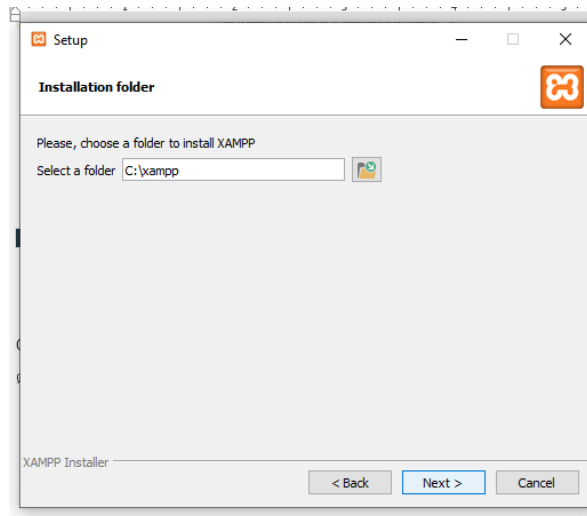 Setup
Installation folder
Please, choose a folder to install XAMPP
Select a folder C:\xampp
XAMPP Installer
< Back Next > Cancel